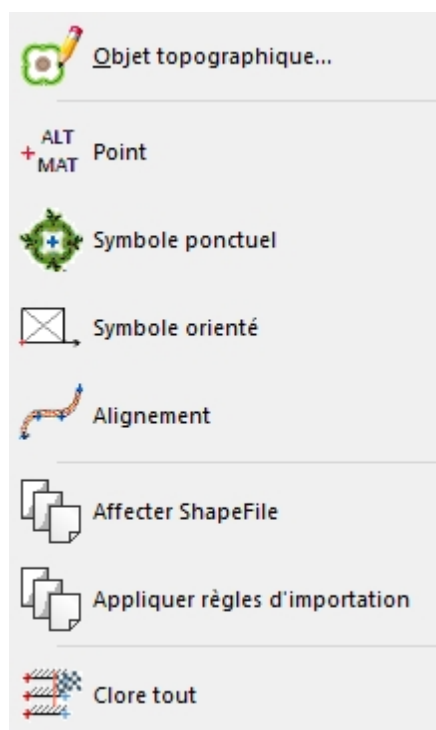 Objet topographique...
ALT
MAT
Point
Symbole ponctuel
Symbole orienté
Alignement
Affecter ShapeFile
Appliquer règles d'importation
Clore tout